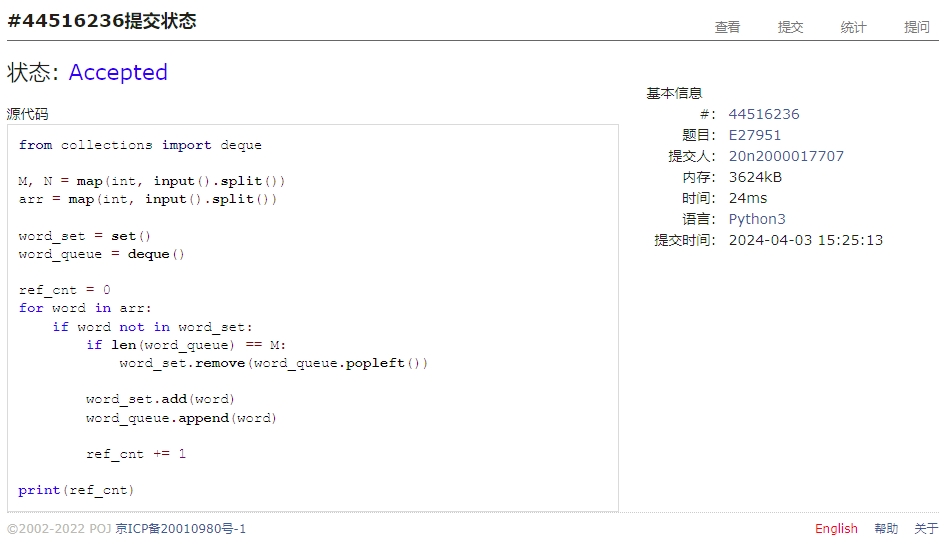 #44516236提交状态
查看 提交 统计 提问
状态: Accepted
源代码
from collections import deque
M, N = map(int, input().split())
arr = map(int, input().split())
word_set = set()
word_queue = deque()
ref_cnt = 0
for word in arr:
    if word not in word_set:
        if len(word_queue) == M:
            word_set.remove(word_queue.popleft())
        word_set.add(word)
        word_queue.append(word)
        ref_cnt += 1
print(ref_cnt)
基本信息
#: 44516236
题目: E27951
提交人: 20n2000017707
内存: 3624kB
时间: 24ms
语言: Python3
提交时间: 2024-04-03 15:25:13
©2002-2022 POJ 京ICP备20010980号-1
English 帮助 关于